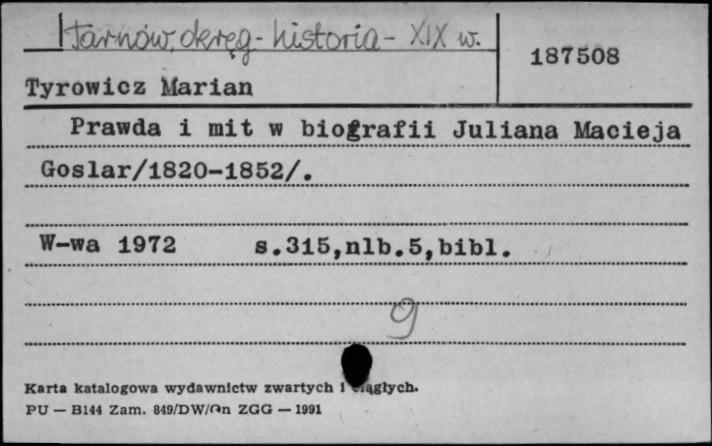 Tarnów, okręg - historia - XIX w.
187508
Tyrowicz Marian
Prawda i mit w biografii Juliana Macieja
Goslar/1820-1852/.
W-wa 1972 s.315,nlb.5,bibl.
9
Karta katalogowa wydawnictw zwartych i ciągłych.
PU — B144 Zam. 849/DW/On ZGG — 1991